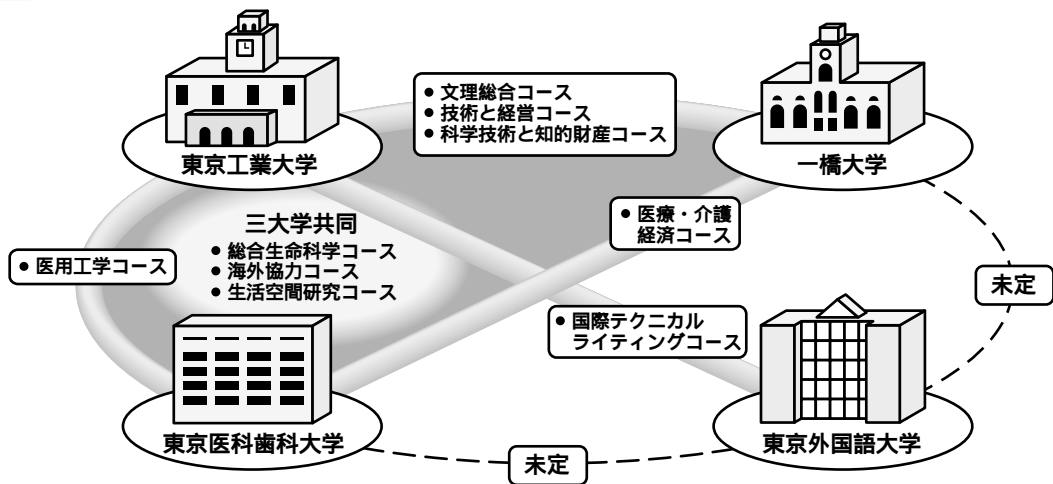 ● 文理総合コース
● 技術と経営コース
● 科学技術と知的財産コース
東京工業大学
一橋大学
三大学共同
● 総合生命科学コース
● 海外協力コース
● 生活空間研究コース
● 医療・介護
経済コース
● 医用工学コース
未定
● 国際テクニカル
ライティングコース
東京医科歯科大学
東京外国語大学
未定